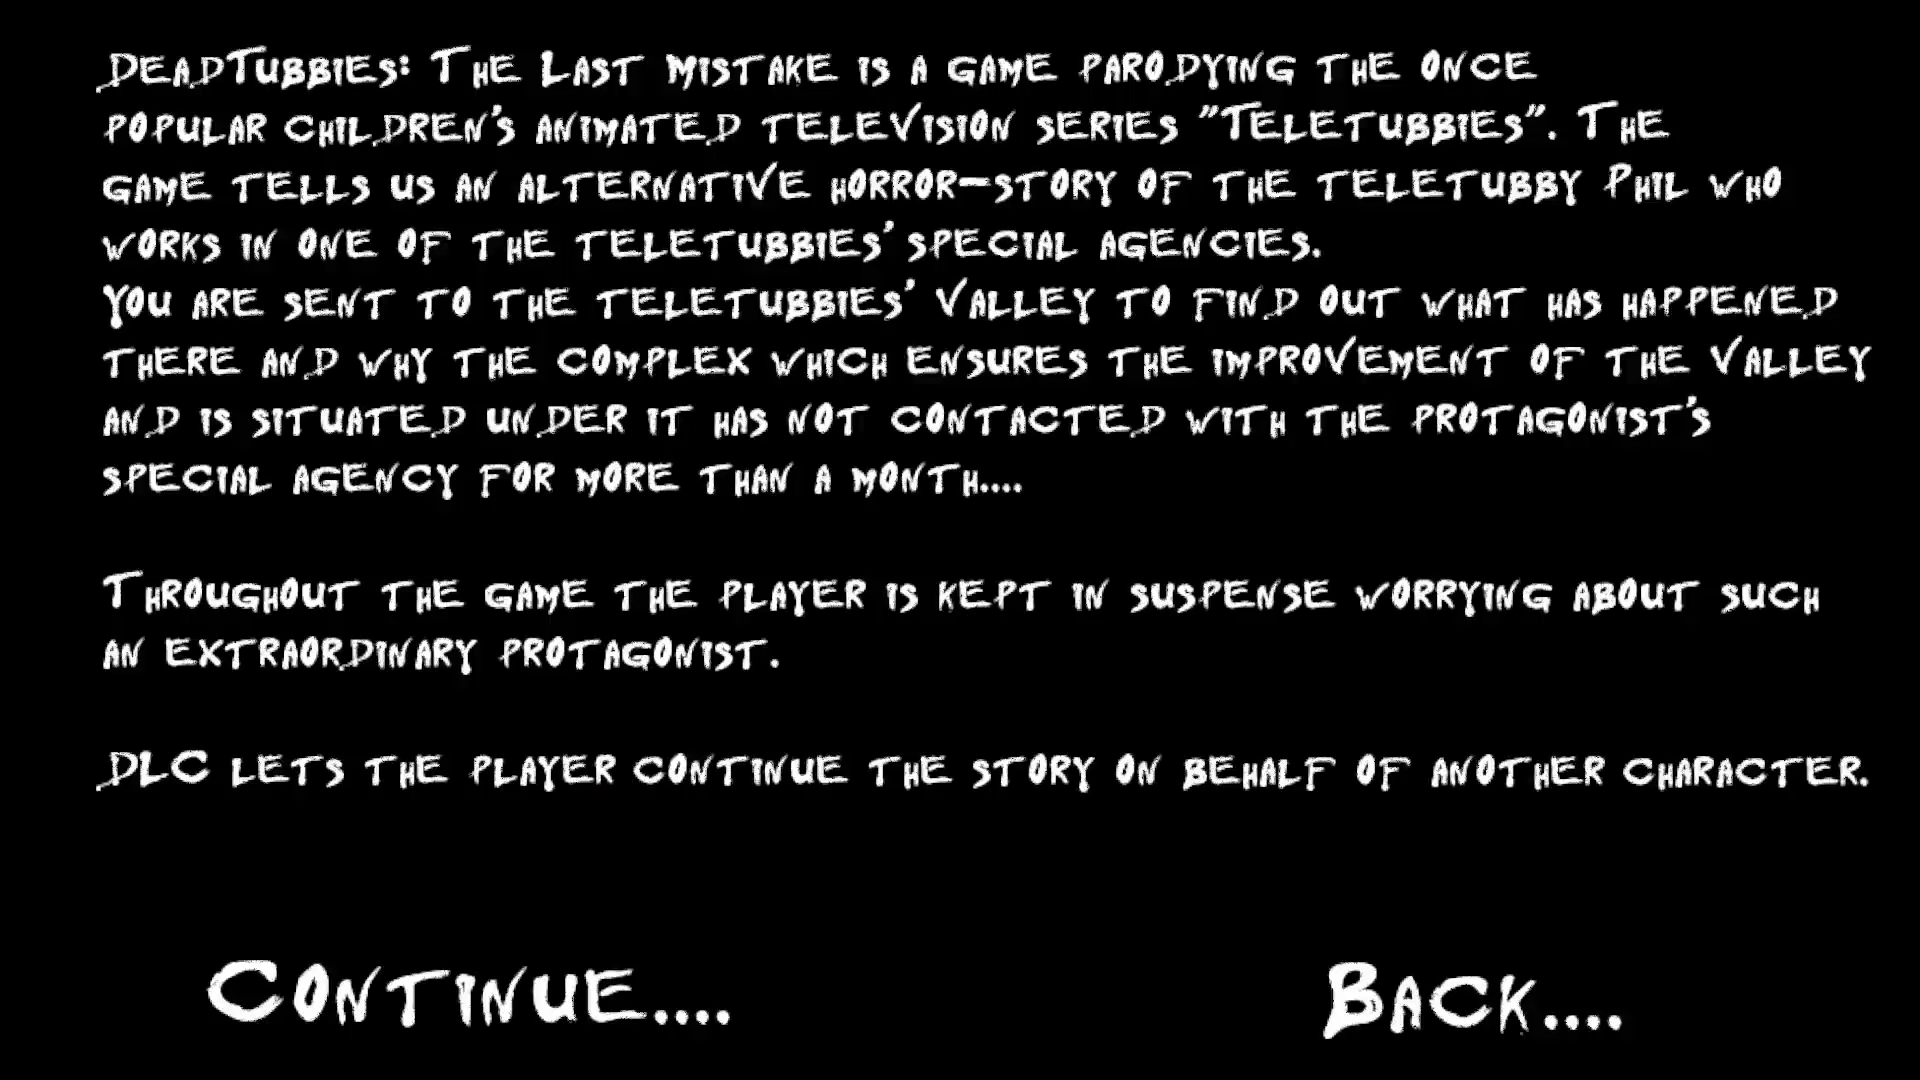 DeadTubbies: The Last Mistake is a game parodying the once
popular children's animated television series "Teletubbies". The
game tells us an alternative horror-story of the teletubby Phil who
works in one of the teletubbies' special agencies.
You are sent to the teletubbies' Valley to find out what has happened
there and why the complex which ensures the improvement of the Valley
and is situated under it has not contacted with the protagonist's
special agency for more than a month....
Throughout the game the player is kept in suspense worrying about such
an extraordinary protagonist.
DLC lets the player continue the story on behalf of another character.
Continue.... Back....